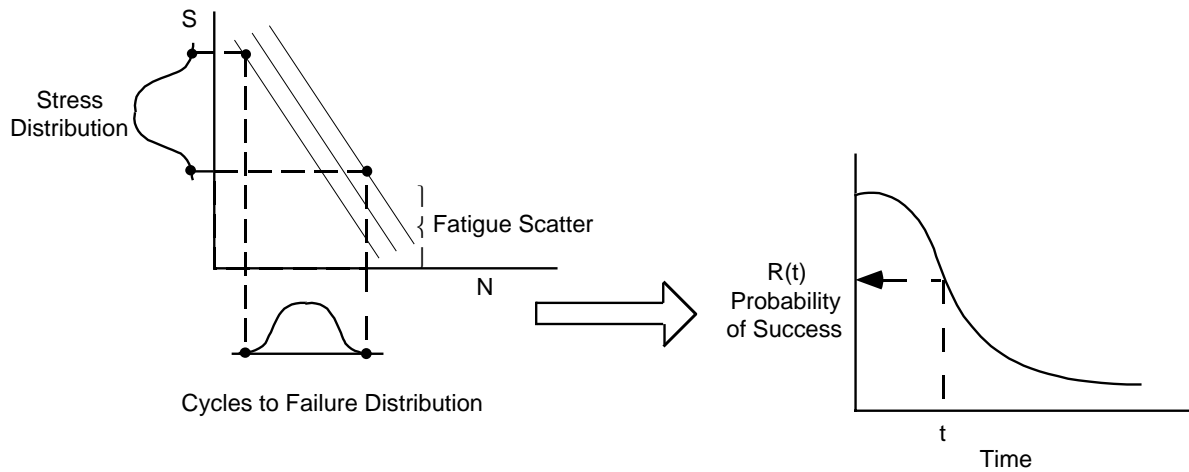 S
Stress
Distribution
Fatigue Scatter
N
Cycles to Failure Distribution
R(t)
Probability
of Success
t
Time